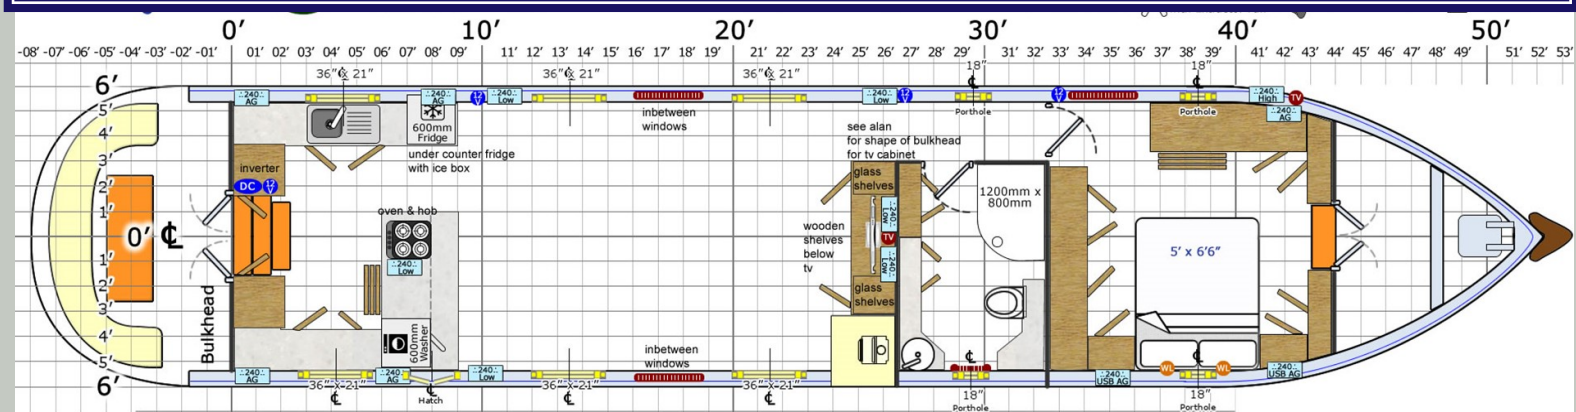 0′ 10′ 20′ 30′ 40′ 50′
-08′ -07′ -06′ -05′ -04′ -03′ -02′ -01′ 01′ 02′ 03′ 04′ 05′ 06′ 07′ 08′ 09′ 11′ 12′ 13′ 14′ 15′ 16′ 17′ 18′ 19′ 21′ 22′ 23′ 24′ 25′ 26′ 27′ 28′ 29′ 31′ 32′ 33′ 34′ 35′ 36′ 37′ 38′ 39′ 41′ 42′ 43′ 44′ 45′ 46′ 47′ 48′ 49′ 51′ 52′ 53′
36″ x 21″ 36″ x 21″ 36″ x 21″ 18″ 18″
℄ ℄ ℄ ℄ ℄
6′
5′
4′
3′
2′
1′
0′ ℄
1′
2′
3′
4′
5′
6′
240 AG
240 AG
12V
240 Low
240 Low
12V
12V
240 High
TV
240 AG
Porthole
Porthole
600mm
Fridge
under counter fridge
with ice box
inbetween
windows
see alan
for shape of bulkhead
for tv cabinet
inverter
DC 12V
glass
shelves
1200mm x
800mm
oven & hob
240 Low
240 Low
TV
240 Low
wooden
shelves
below
tv
5' x 6'6"
glass
shelves
Bulkhead
600mm
Washer
inbetween
windows
℄
℄
WL WL
240 AG
36″ x 21″
240 AG
240 Low
36″ x 21″
36″ x 21″
240 USB AG
240 USB AG
℄ ℄ ℄ ℄
Hatch
18″
Porthole
18″
Porthole